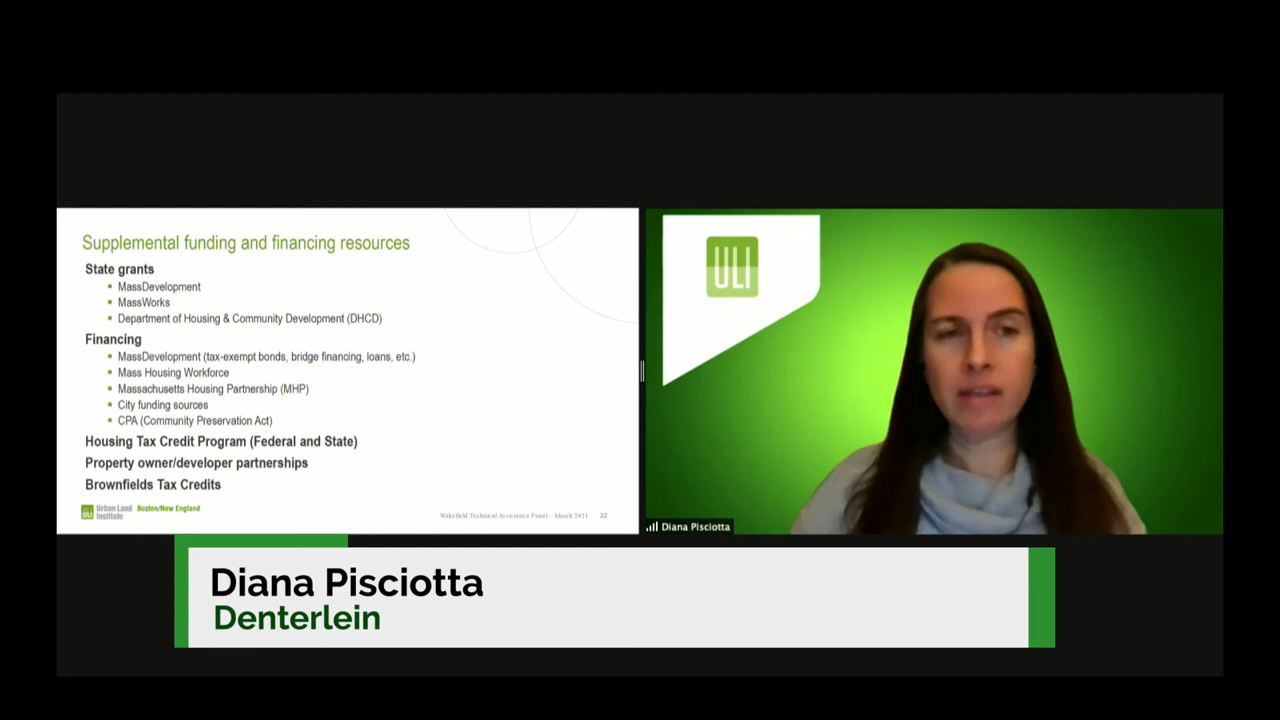 Supplemental funding and financing resources
State grants
MassDevelopment
MassWorks
Department of Housing & Community Development (DHCD)
Financing
MassDevelopment (tax-exempt bonds, bridge financing, loans, etc.)
Mass Housing Workforce
Massachusetts Housing Partnership (MHP)
City funding sources
CPA (Community Preservation Act)
Housing Tax Credit Program (Federal and State)
Property owner/developer partnerships
Brownfields Tax Credits
ULI Urban Land Institute Boston/New England
Wakefield Technical Assistance Panel – March 2021 22
ULI
Diana Pisciotta
Diana Pisciotta
Denterlein